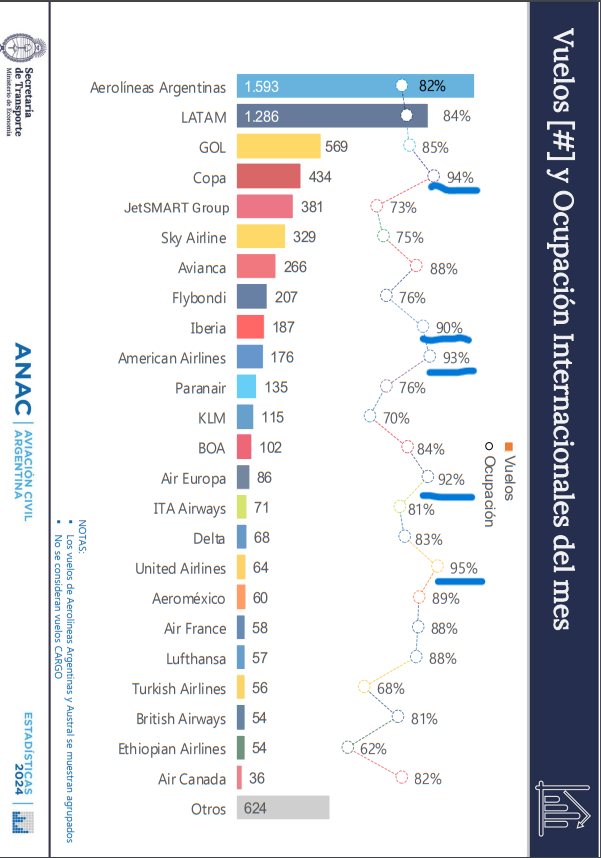 Vuelos [#] y Ocupación Internacionales del mes
Vuelos
Ocupación
Aerolíneas Argentinas 1.593 82%
LATAM 1.286 84%
GOL 569 85%
Copa 434 94%
JetSMART Group 381 73%
Sky Airline 329 75%
Avianca 266 88%
Flybondi 207 76%
Iberia 187 90%
American Airlines 176 93%
Paranair 135 76%
KLM 115 70%
BOA 102 84%
Air Europa 86 92%
ITA Airways 71 81%
Delta 68 83%
United Airlines 64 95%
Aeroméxico 60 89%
Air France 58 88%
Lufthansa 57 88%
Turkish Airlines 56 68%
British Airways 54 81%
Ethiopian Airlines 54 62%
Air Canada 36 82%
Otros 624
NOTAS:
Los vuelos de Aerolíneas Argentinas y Austral se muestran agrupados
No se consideran vuelos CARGO
Secretaría
de Transporte
Ministerio de Economía
ANAC
AVIACIÓN CIVIL
ARGENTINA
ESTADÍSTICAS
2024